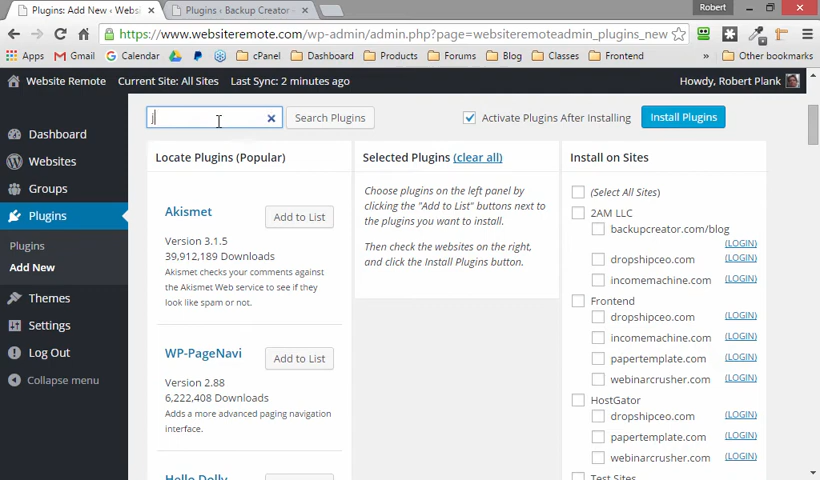 Robert
Plugins: Add New ‹ Websi
Plugins ‹ Backup Creator –
https://www.websiteremote.com/wp-admin/admin.php?page=websiteremoteadmin_plugins_new
Apps
Gmail
Calendar
cPanel
Dashboard
Products
Forums
Blog
Classes
Frontend
»
Other bookmarks
Website Remote
Current Site: All Sites
Last Sync: 2 minutes ago
Howdy, Robert Plank
Dashboard
Websites
Groups
Plugins
Plugins
Add New
Themes
Settings
Log Out
Collapse menu
j
Search Plugins
Activate Plugins After Installing
Install Plugins
Locate Plugins (Popular)
Akismet
Add to List
Version 3.1.5
39,912,189 Downloads
Akismet checks your comments against
the Akismet Web service to see if they
look like spam or not.
WP-PageNavi
Add to List
Version 2.88
6,222,408 Downloads
Adds a more advanced paging navigation
interface.
Hello Dolly
Selected Plugins (clear all)
Choose plugins on the left panel by
clicking the "Add to List" buttons next to
the plugins you want to install.
Then check the websites on the right,
and click the Install Plugins button.
Install on Sites
(Select All Sites)
2AM LLC
backupcreator.com/blog
(LOGIN)
dropshipceo.com (LOGIN)
incomemachine.com (LOGIN)
Frontend
dropshipceo.com (LOGIN)
incomemachine.com (LOGIN)
papertemplate.com (LOGIN)
webinarcrusher.com (LOGIN)
HostGator
dropshipceo.com (LOGIN)
papertemplate.com (LOGIN)
webinarcrusher.com (LOGIN)
Test Sites